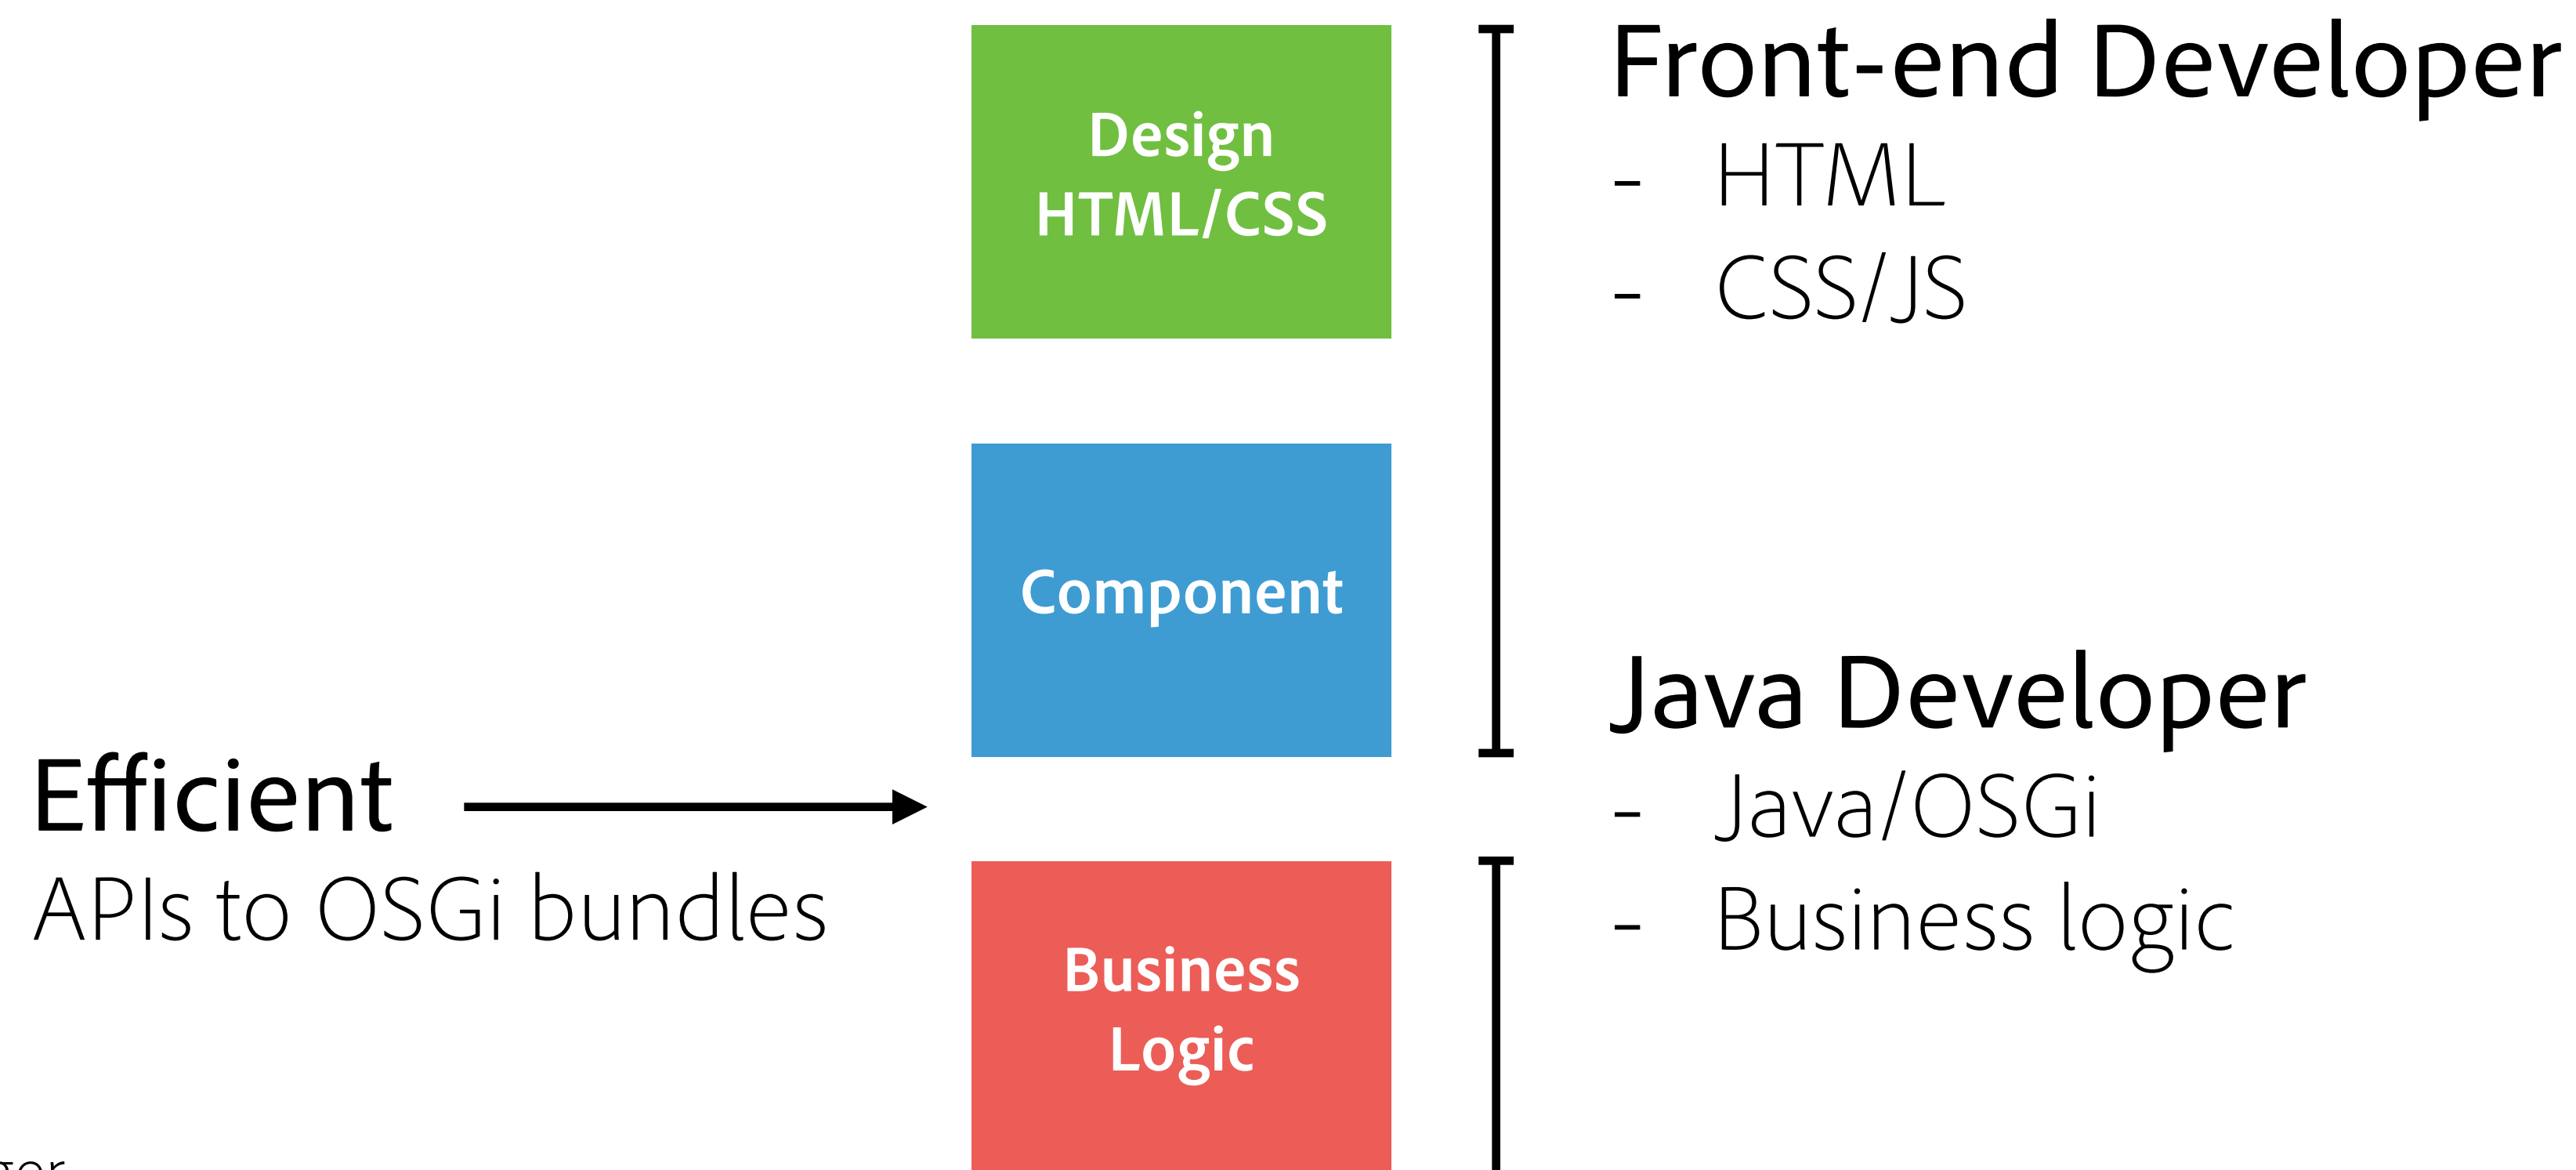 Design
HTML/CSS
Component
Business
Logic
Efficient
APIs to OSGi bundles
Front-end Developer
- HTML
- CSS/JS
Java Developer
- Java/OSGi
- Business logic